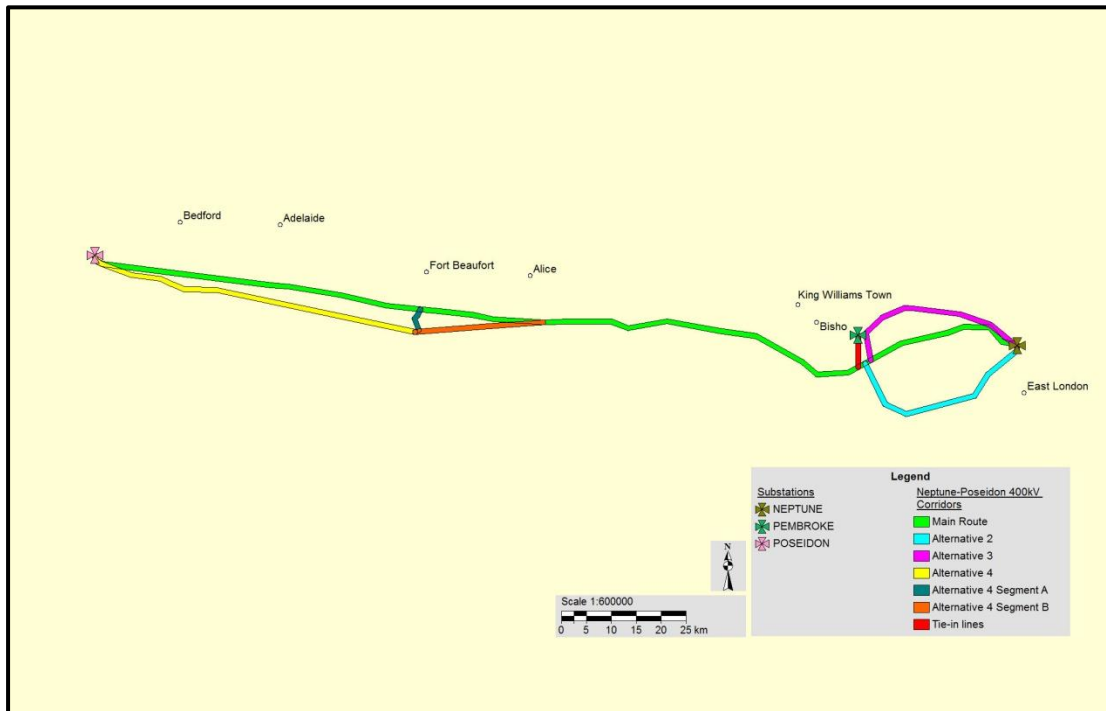 Bedford
Adelaide
Fort Beaufort
Alice
King Williams Town
Bisho
East London
Legend
Substations
NEPTUNE
PEMBROKE
POSEIDON
Neptune-Poseidon 400kV
Corridors
Main Route
Alternative 2
Alternative 3
Alternative 4
Alternative 4 Segment A
Alternative 4 Segment B
Tie-in lines
N
Scale 1:600000
0 5 10 15 20 25 km